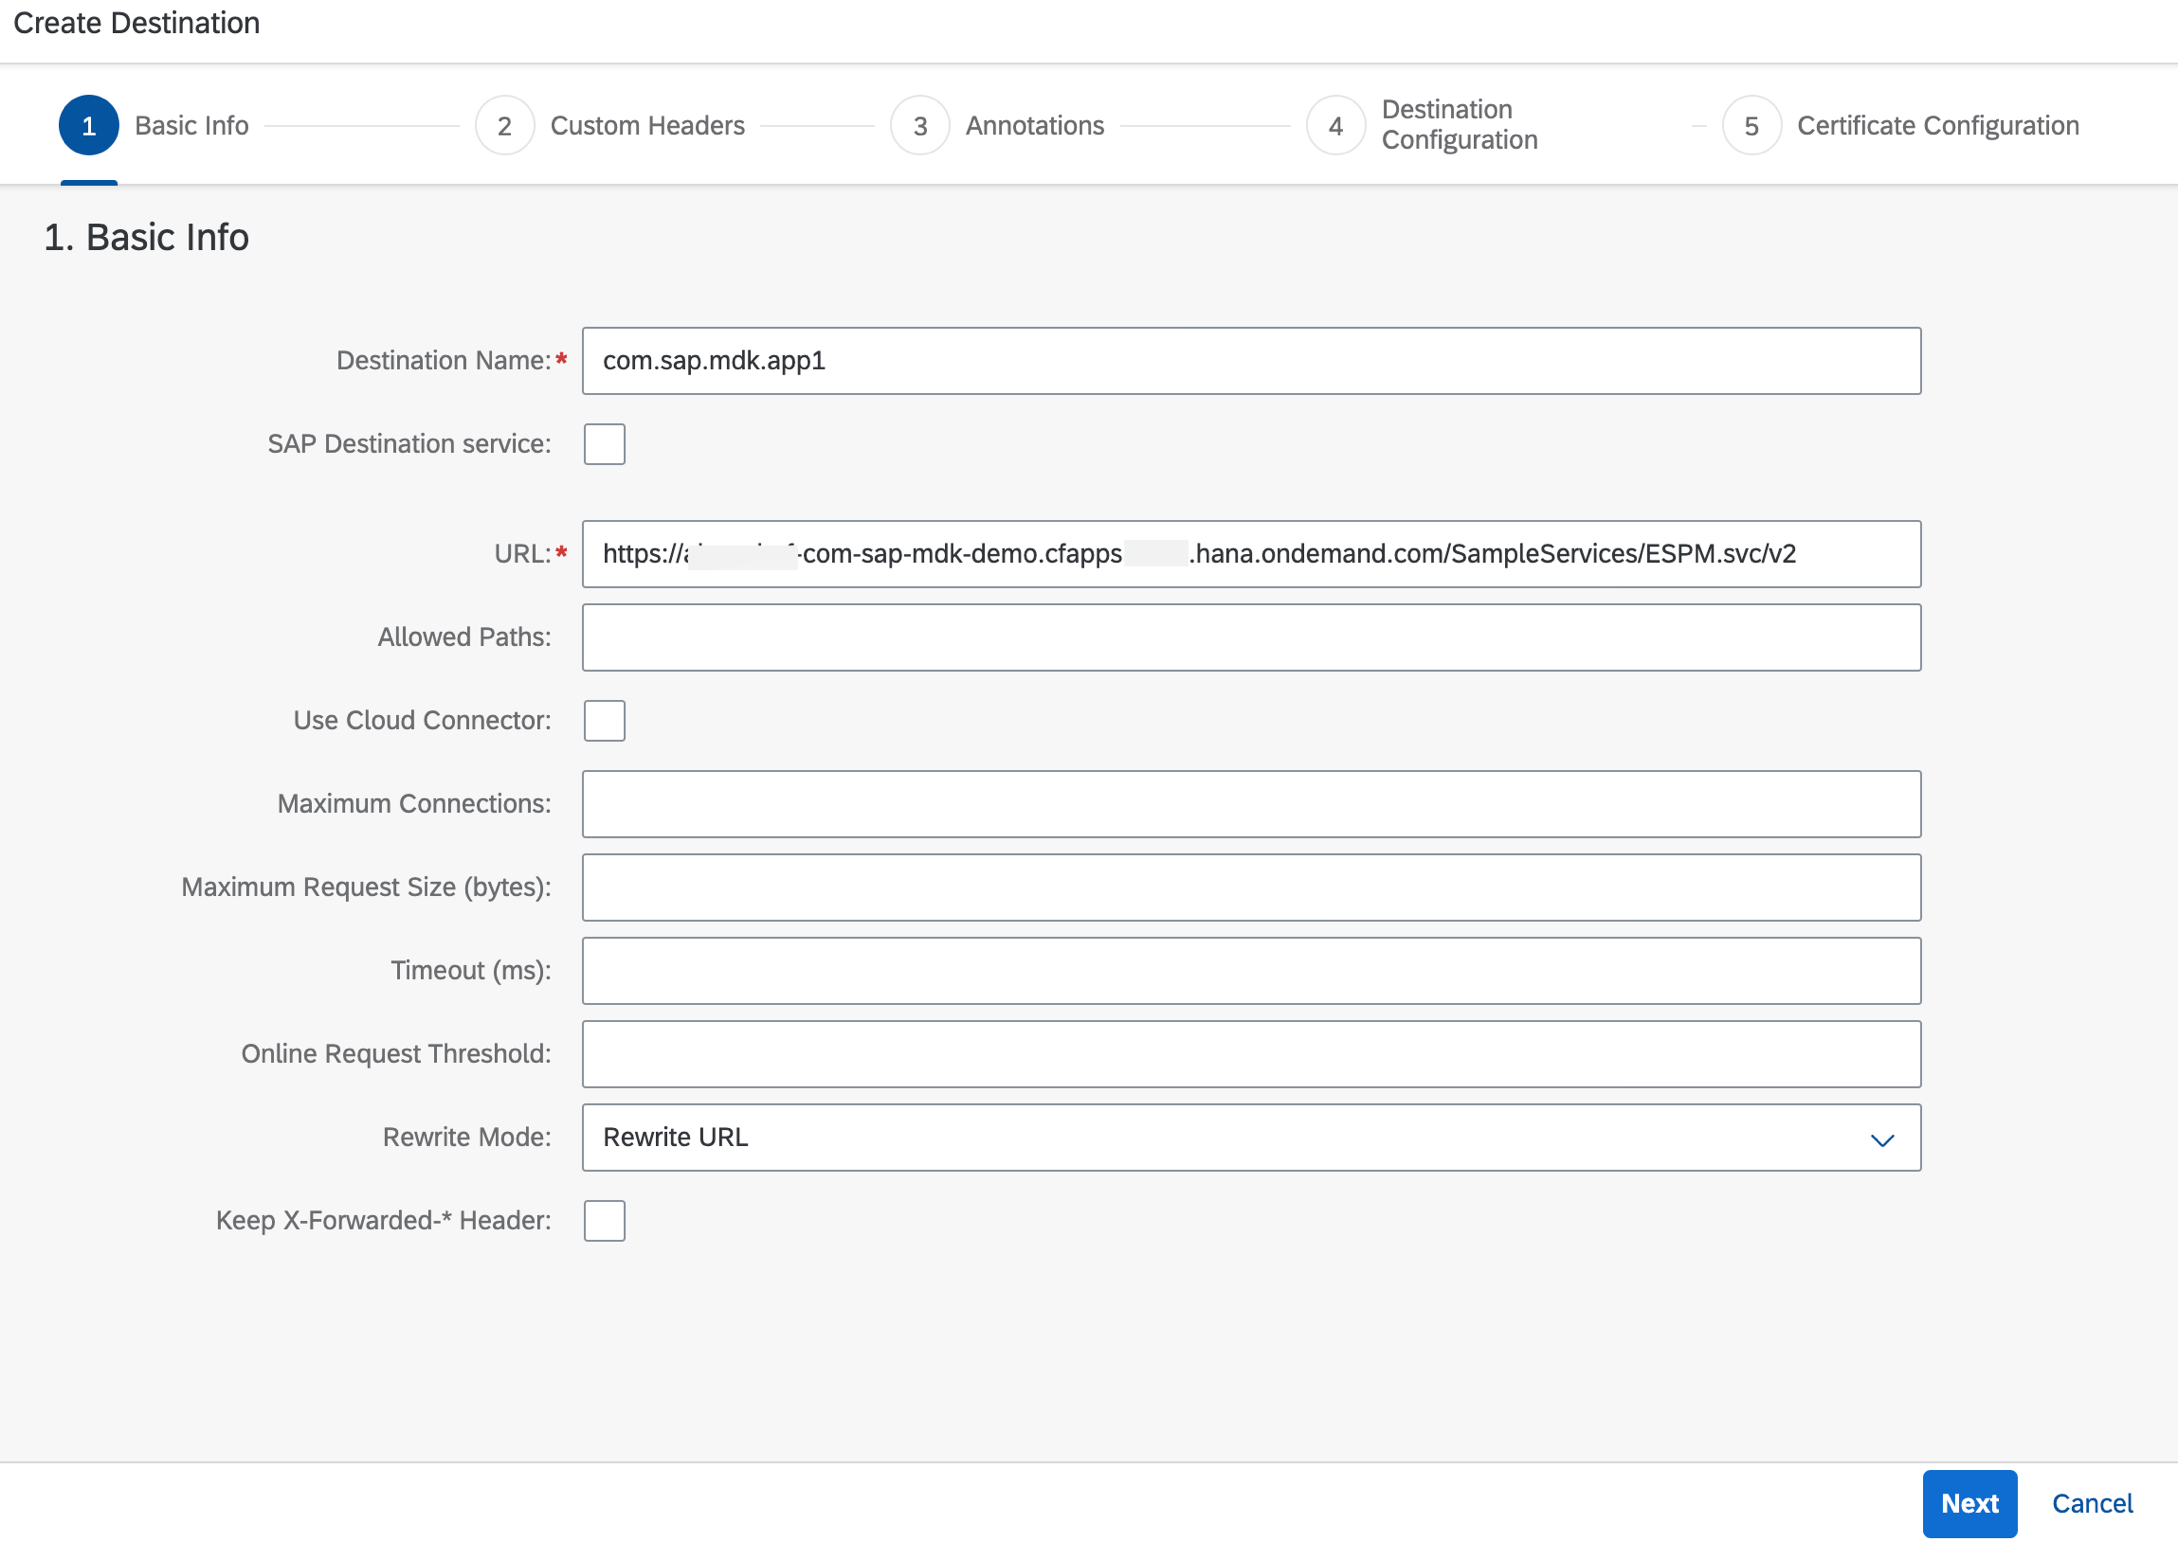 Create Destination
1 Basic Info
2 Custom Headers
3 Annotations
4 Destination Configuration
5 Certificate Configuration
1. Basic Info
Destination Name:* com.sap.mdk.app1
SAP Destination service:
URL:* https:// -com-sap-mdk-demo.cfapps .hana.ondemand.com/SampleServices/ESPM.svc/v2
Allowed Paths:
Use Cloud Connector:
Maximum Connections:
Maximum Request Size (bytes):
Timeout (ms):
Online Request Threshold:
Rewrite Mode: Rewrite URL
Keep X-Forwarded-* Header:
Next Cancel